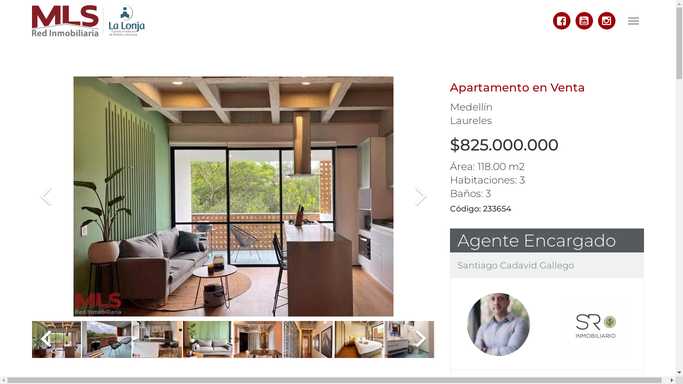 MLS
Red Inmobiliaria
La Lonja
Apartamento en Venta
Medellín
Laureles
$825.000.000
Área: 118.00 m2
Habitaciones: 3
Baños: 3
Código: 233654
MLS
Red Inmobiliaria
Agente Encargado
Santiago Cadavid Gallego
SR
INMOBILIARIO